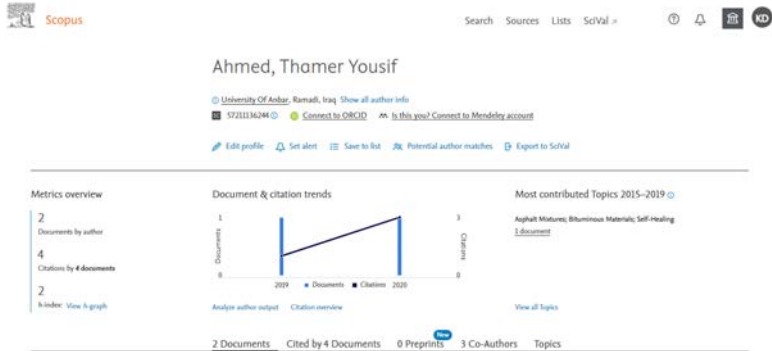 Scopus
Search Sources Lists SciVal ↗
KD
Ahmed, Thamer Yousif
University Of Anbar, Ramadi, Iraq Show all author info
57211136244 Connect to ORCID Is this you? Connect to Mendeley account
Edit profile Set alert Save to list Potential author matches Export to SciVal
Metrics overview
2
Documents by author
4
Citations by 4 documents
2
h-index: View h-graph
Document & citation trends
1
3
Documents
Citations
0
0
2019
2020
Documents Citations
Analyze author output Citation overview
Most contributed Topics 2015–2019
Asphalt Mixtures; Bituminous Materials; Self-Healing
1 document
View all Topics
New
2 Documents Cited by 4 Documents 0 Preprints 3 Co-Authors Topics